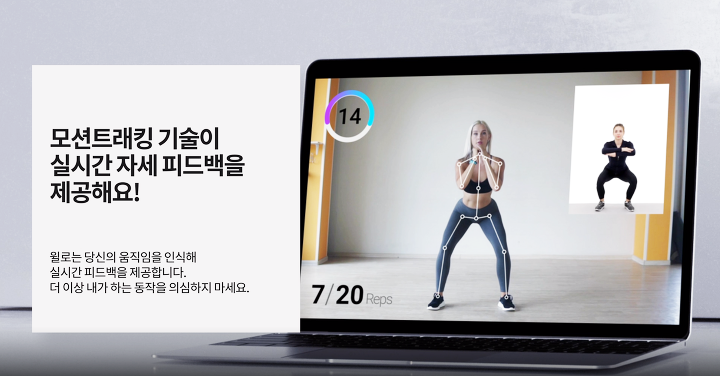 모션트래킹 기술이
실시간 자세 피드백을
제공해요!
윌로는 당신의 움직임을 인식해
실시간 피드백을 제공합니다.
더 이상 내가 하는 동작을 의심하지 마세요.
14
7/20 Reps